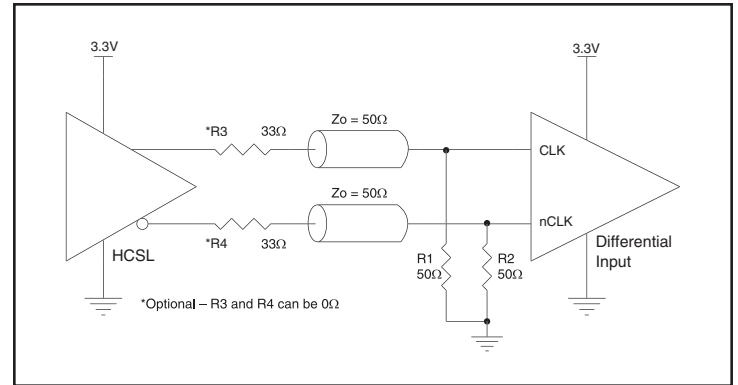 3.3V
3.3V
*R3
33Ω
Zo = 50Ω
CLK
Zo = 50Ω
nCLK
*R4
33Ω
HCSL
R1
50Ω
R2
50Ω
Differential
Input
*Optional – R3 and R4 can be 0Ω